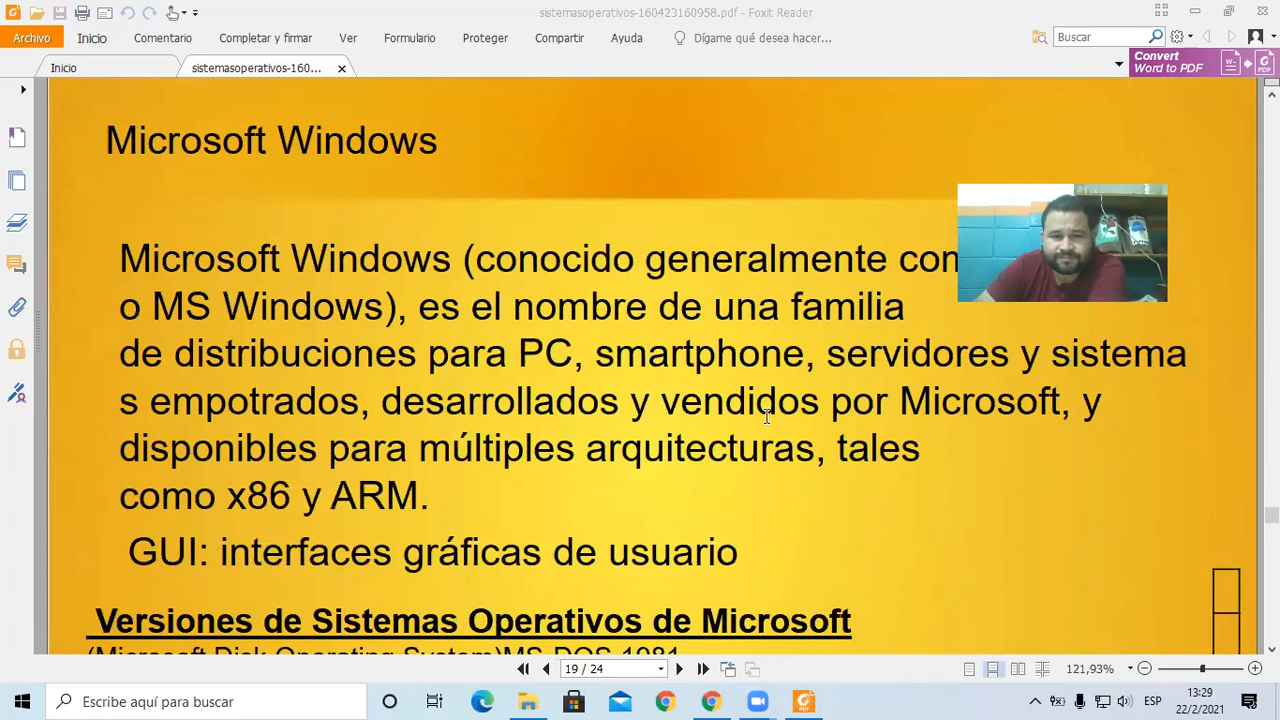 sistemasoperativos-160423160958.pdf - Foxit Reader
Archivo Inicio Comentario Completar y firmar Ver Formulario Proteger Compartir Ayuda Dígame qué desea hacer... Buscar
Inicio sistemasoperativos-160...
Convert
Word to PDF
Microsoft Windows
Microsoft Windows (conocido generalmente com
o MS Windows), es el nombre de una familia
de distribuciones para PC, smartphone, servidores y sistema
s empotrados, desarrollados y vendidos por Microsoft, y
disponibles para múltiples arquitecturas, tales
como x86 y ARM.
GUI: interfaces gráficas de usuario
Versiones de Sistemas Operativos de Microsoft
(Microsoft Disk Operating System)MS-DOS 1981
19 / 24
121,93%
Escribe aquí para buscar
ESP
13:29
22/2/2021